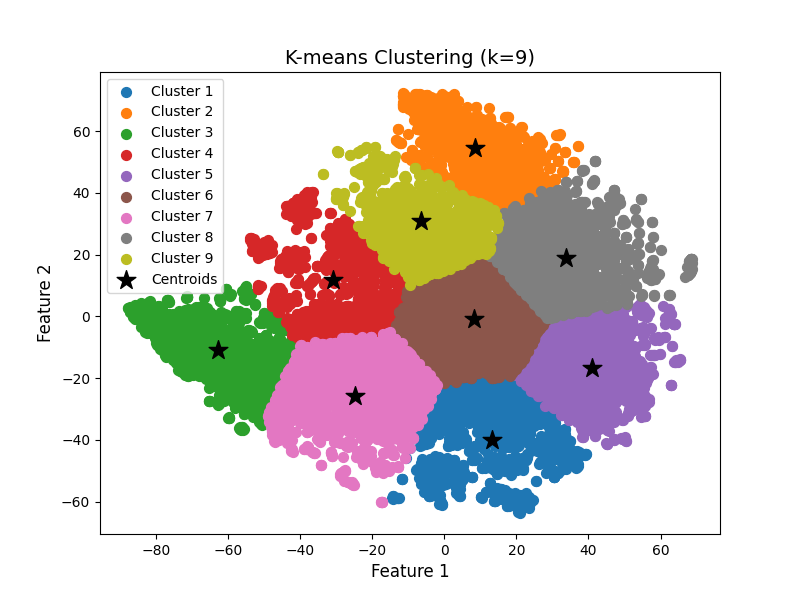 K-means Clustering (k=9)
Cluster 1
Cluster 2
Cluster 3
Cluster 4
Cluster 5
Cluster 6
Cluster 7
Cluster 8
Cluster 9
Centroids
60
40
20
0
−20
−40
−60
Feature 2
−80 −60 −40 −20 0 20 40 60
Feature 1